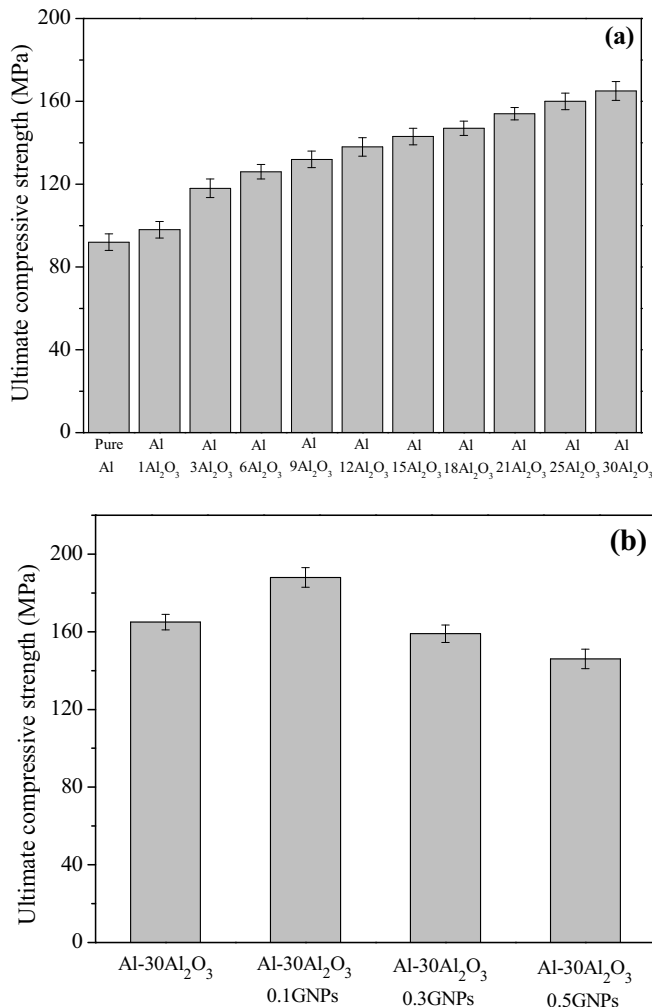 (a)
Ultimate compressive strength (MPa)
200
160
120
80
40
0
Pure Al Al Al Al Al Al Al Al Al Al
Al 1Al₂O₃ 3Al₂O₃ 6Al₂O₃ 9Al₂O₃ 12Al₂O₃ 15Al₂O₃ 18Al₂O₃ 21Al₂O₃ 25Al₂O₃ 30Al₂O₃
(b)
Ultimate compressive strength (MPa)
200
160
120
80
40
0
Al-30Al₂O₃ Al-30Al₂O₃ Al-30Al₂O₃ Al-30Al₂O₃
0.1GNPs 0.3GNPs 0.5GNPs